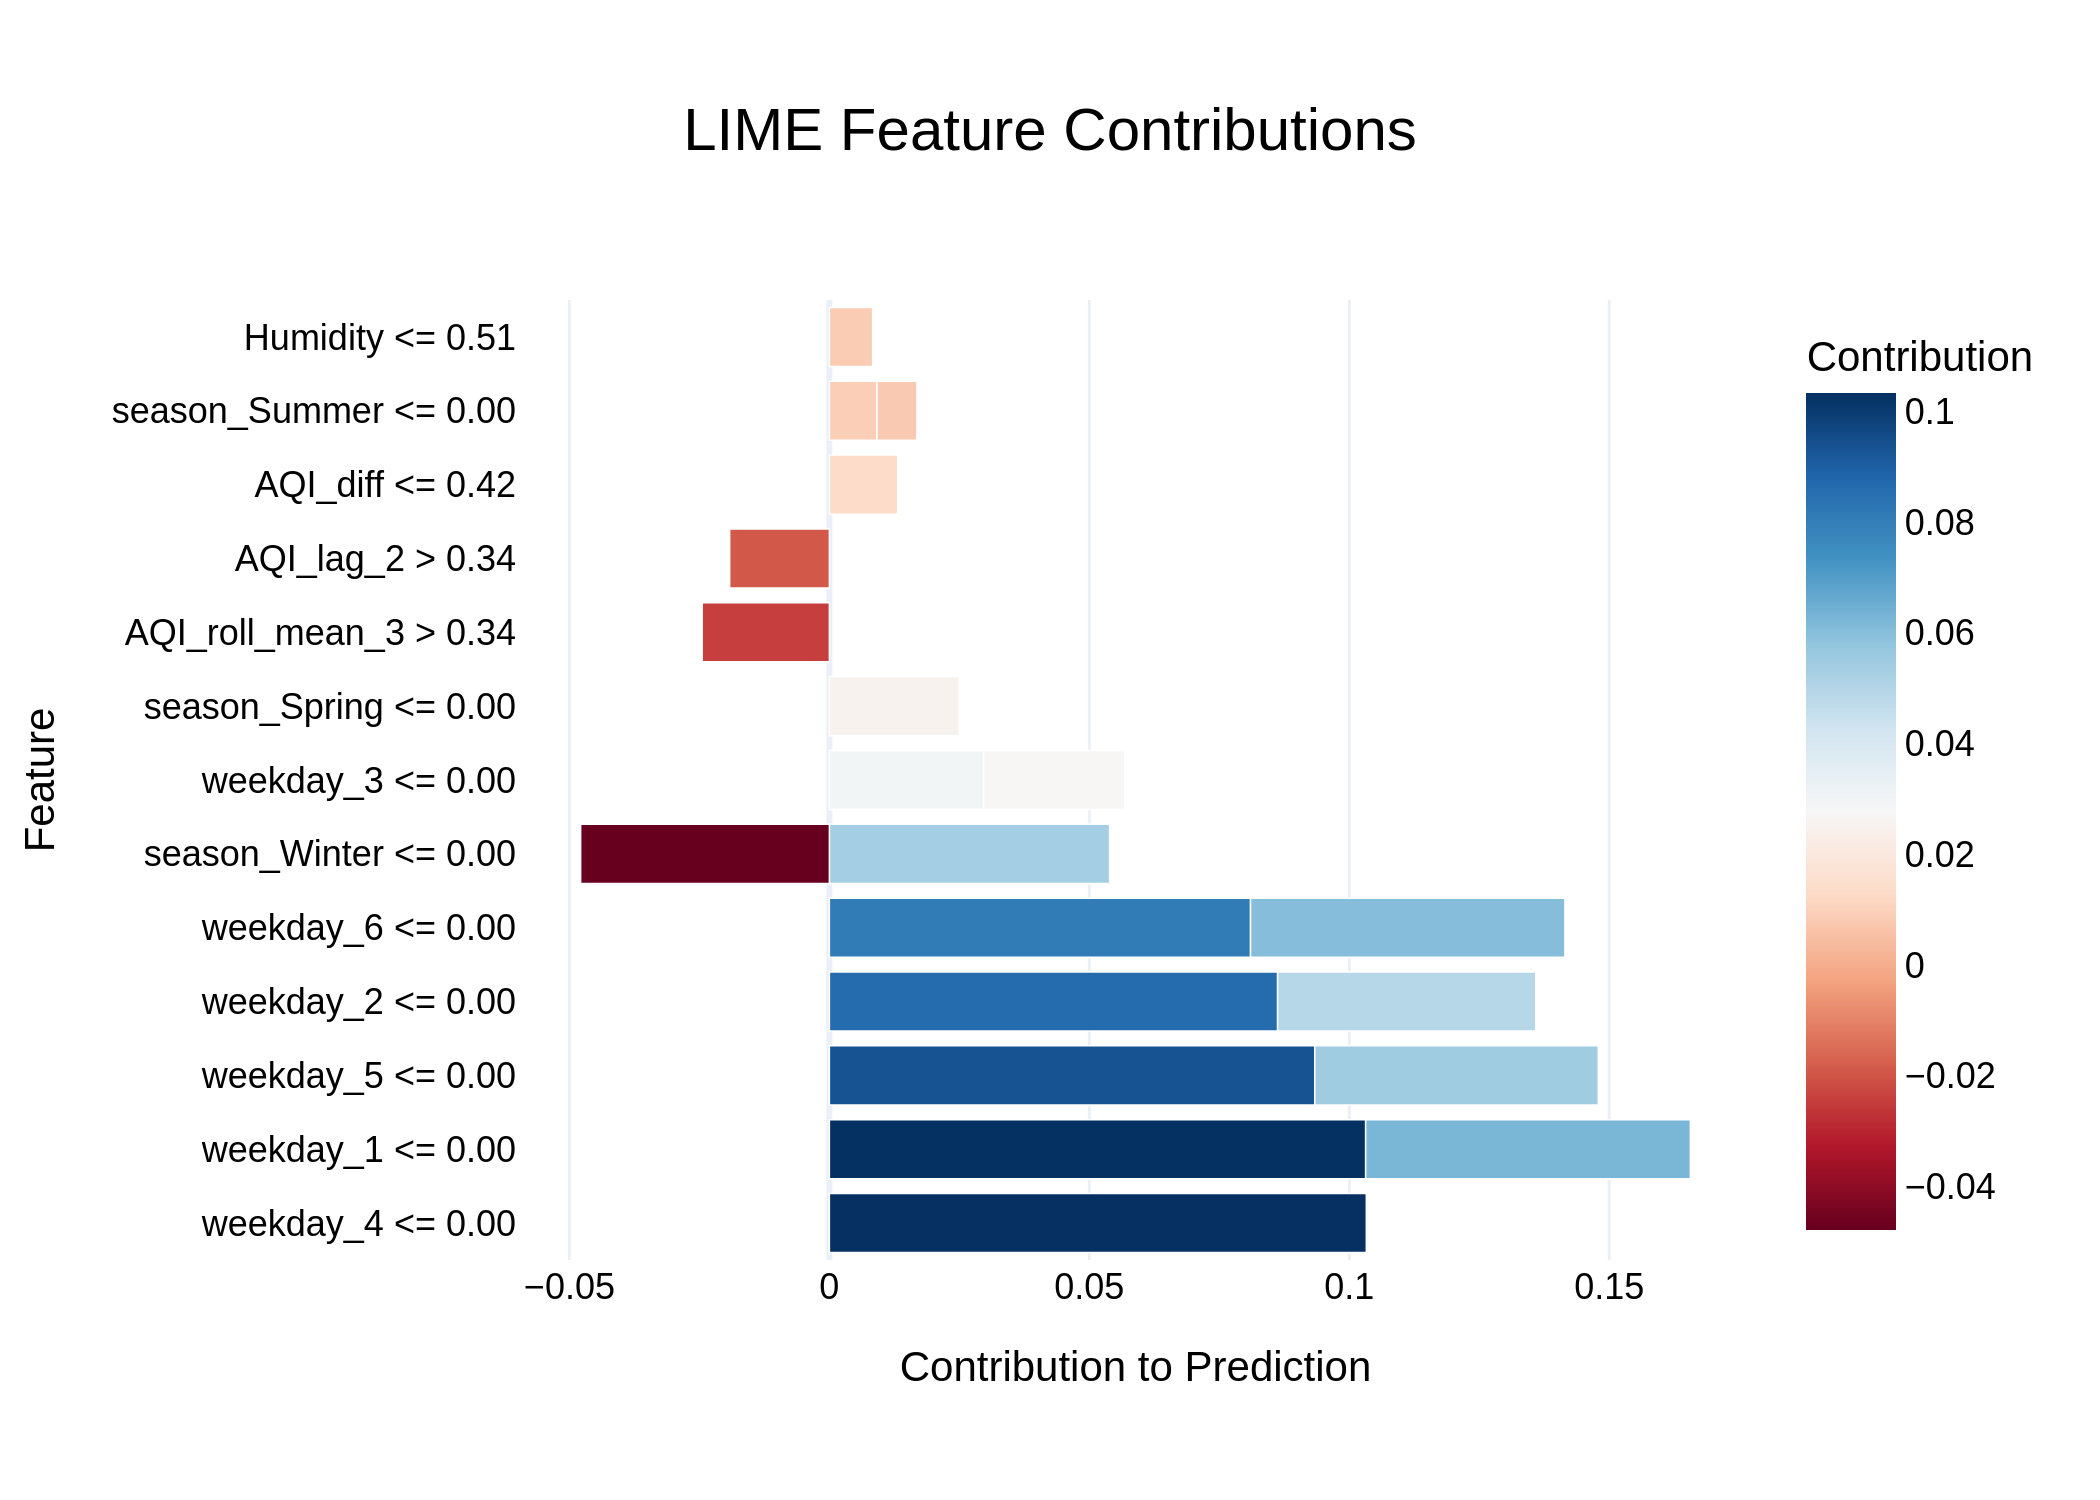 LIME Feature Contributions
Humidity <= 0.51
season_Summer <= 0.00
AQI_diff <= 0.42
AQI_lag_2 > 0.34
AQI_roll_mean_3 > 0.34
season_Spring <= 0.00
weekday_3 <= 0.00
season_Winter <= 0.00
weekday_6 <= 0.00
weekday_2 <= 0.00
weekday_5 <= 0.00
weekday_1 <= 0.00
weekday_4 <= 0.00
Feature
−0.05
0
0.05
0.1
0.15
Contribution to Prediction
Contribution
0.1
0.08
0.06
0.04
0.02
0
−0.02
−0.04